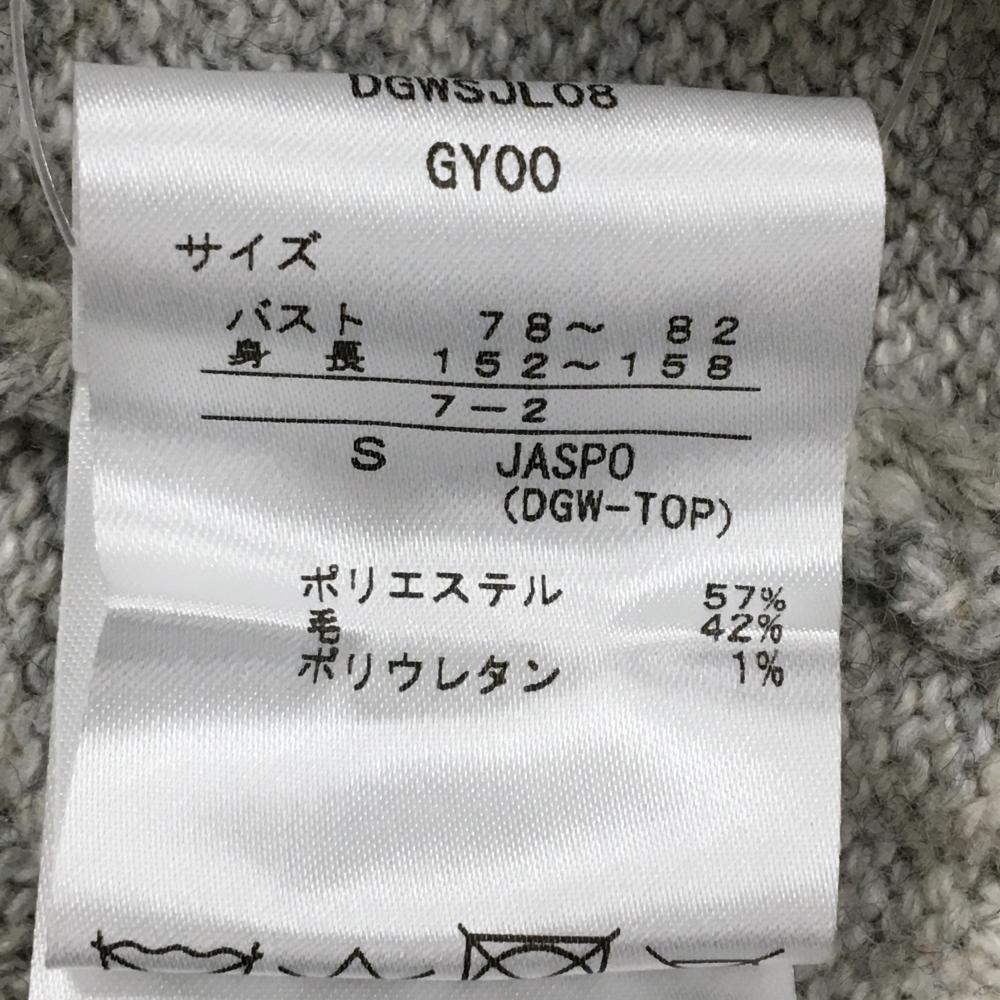 DGWSJL08
GY00
サイズ
バスト 78～ 82
身 長 152～158
7－2
S JASPO
(DGW-TOP)
ポリエステル 57%
毛 42%
ポリウレタン 1%